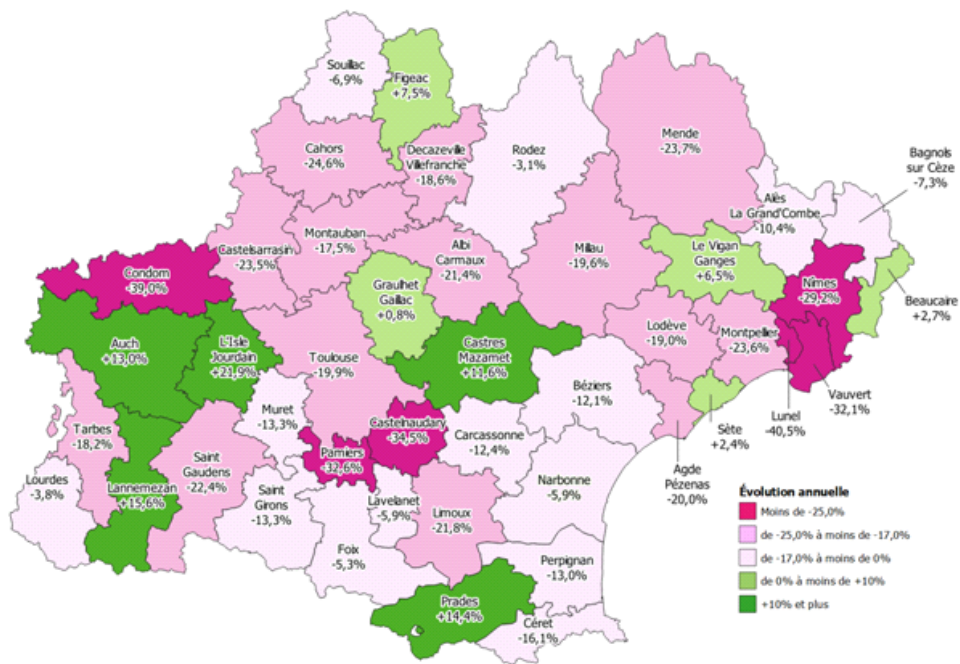 Souillac
-6,9%
Figeac
+7,5%
Cahors
-24,6%
Decazeville
Villefranche
-18,6%
Rodez
-3,1%
Mende
-23,7%
Bagnols
sur Cèze
-7,3%
Alès
La Grand'Combe
-10,4%
Castelsarrasin
-23,5%
Montauban
-17,5%
Albi
Carmaux
-21,4%
Millau
-19,6%
Le Vigan
Ganges
+6,5%
Nîmes
-29,2%
Beaucaire
+2,7%
Condom
-39,0%
Graulhet
Gaillac
+0,8%
Auch
+13,0%
L'Isle
Jourdain
+21,9%
Toulouse
-19,9%
Castres
Mazamet
+11,6%
Lodève
-19,0%
Montpellier
-23,6%
Béziers
-12,1%
Vauvert
-32,1%
Lunel
-40,5%
Sète
+2,4%
Agde
Pézenas
-20,0%
Tarbes
-18,2%
Muret
-13,3%
Castelnaudary
-34,5%
Carcassonne
-12,4%
Pamiers
-32,6%
Saint
Gaudens
-22,4%
Lourdes
-3,8%
Lannemezan
+15,6%
Saint
Girons
-13,3%
Lavelanet
-5,9%
Limoux
-21,8%
Narbonne
-5,9%
Foix
-5,3%
Perpignan
-13,0%
Prades
+14,4%
Céret
-16,1%
Évolution annuelle
Moins de -25,0%
de -25,0% à moins de -17,0%
de -17,0% à moins de 0%
de 0% à moins de +10%
+10% et plus